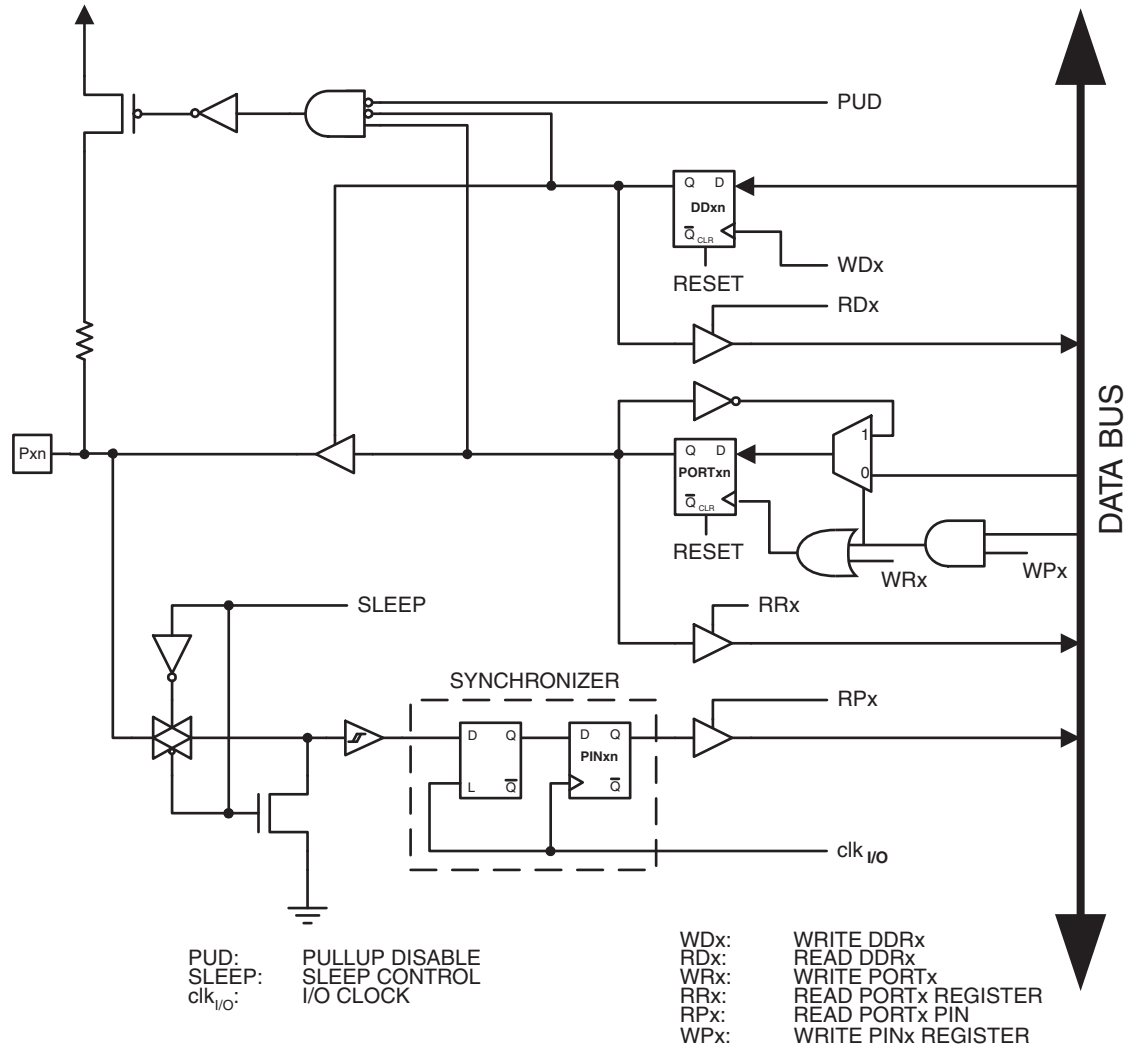 PUD
Q D
DDxn
Q CLR
WDx
RESET
RDx
Pxn
1
Q D
PORTxn
0
Q CLR
RESET
WRx
WPx
DATA BUS
SLEEP
RRx
SYNCHRONIZER
RPx
D Q
D Q
PINxn
L Q
Q
clk I/O
PUD: PULLUP DISABLE
SLEEP: SLEEP CONTROL
clkI/O: I/O CLOCK
WDx: WRITE DDRx
RDx: READ DDRx
WRx: WRITE PORTx
RRx: READ PORTx REGISTER
RPx: READ PORTx PIN
WPx: WRITE PINx REGISTER